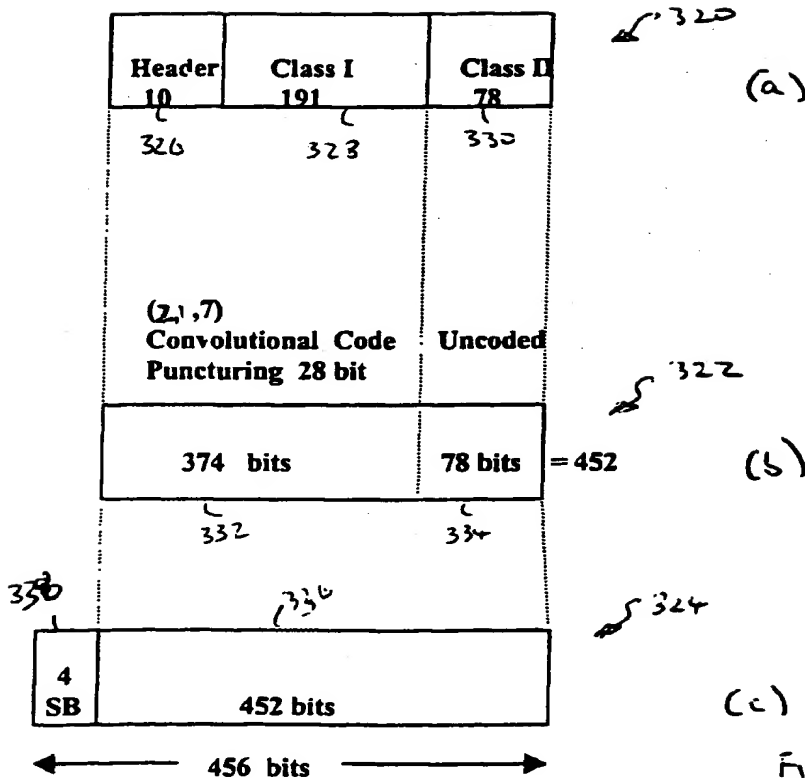 320
Header Class I Class II
10 191 78
(a)
326 328 330
(2,1,7)
Convolutional Code Uncoded
Puncturing 28 bit
322
374 bits 78 bits = 452
(b)
332 334
336
324
4
SB 452 bits
(c)
456 bits